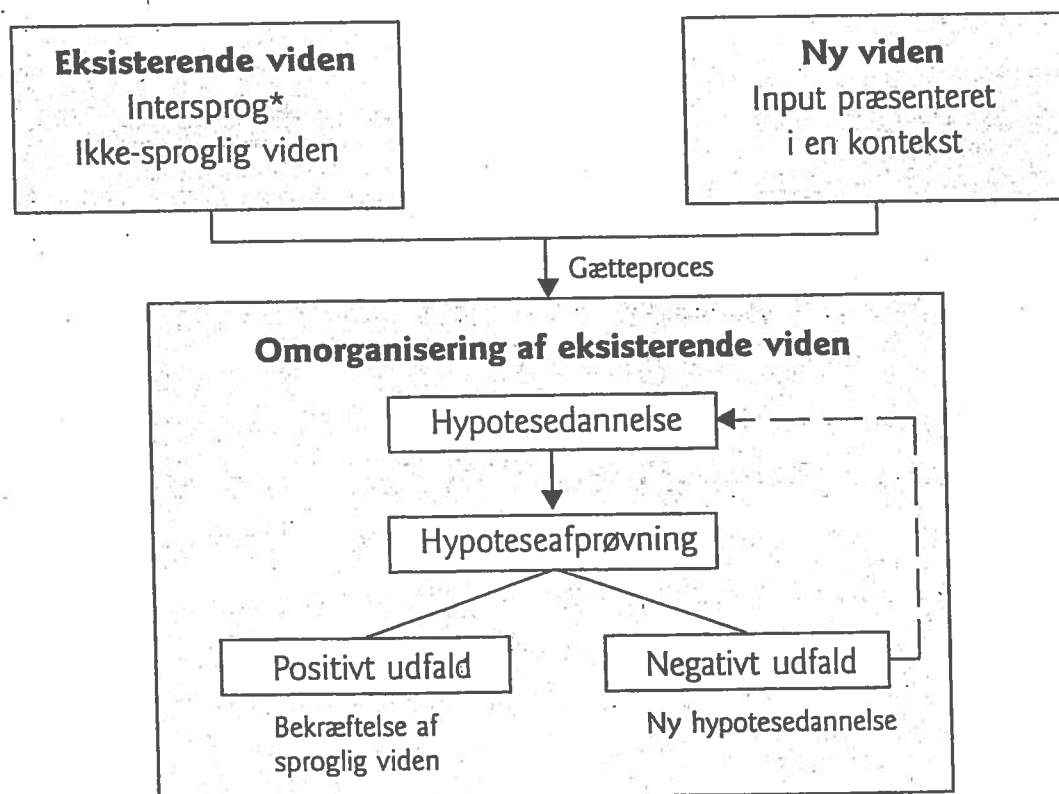 Eksisterende viden
Intersprog*
Ikke-sproglig viden
Ny viden
Input præsenteret
i en kontekst
Gætteproces
Omorganisering af eksisterende viden
Hypotesedannelse
Hypoteseafprøvning
Positivt udfald
Negativt udfald
Bekræftelse af
sproglig viden
Ny hypotesedannelse